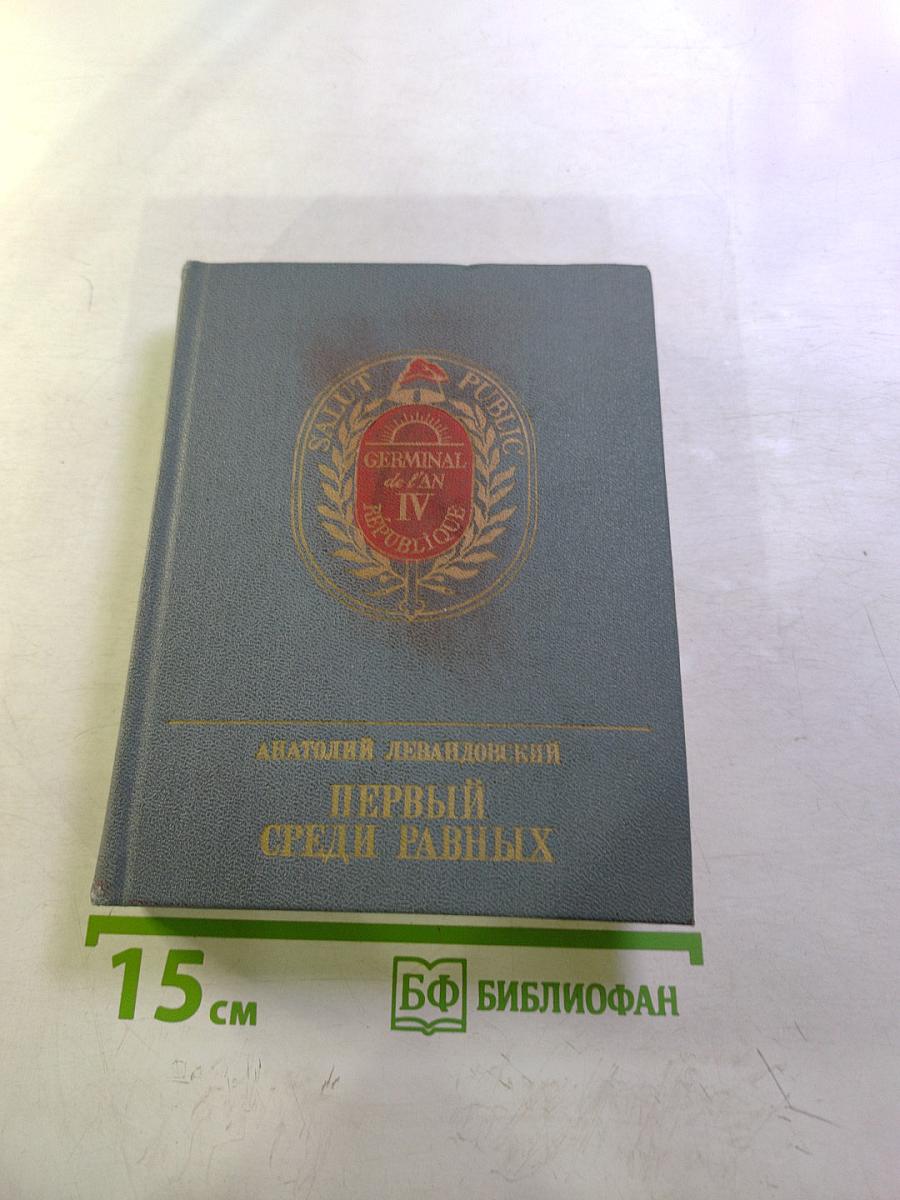 SALUT PUBLIC
GERMINAL
de l'AN
IV
RÉPUBLIQUE
АНАТОЛИЙ ЛЕВАНДОВСКИЙ
ПЕРВЫЙ
СРЕДИ РАВНЫХ
15 см
БФ БИБЛИОФАН